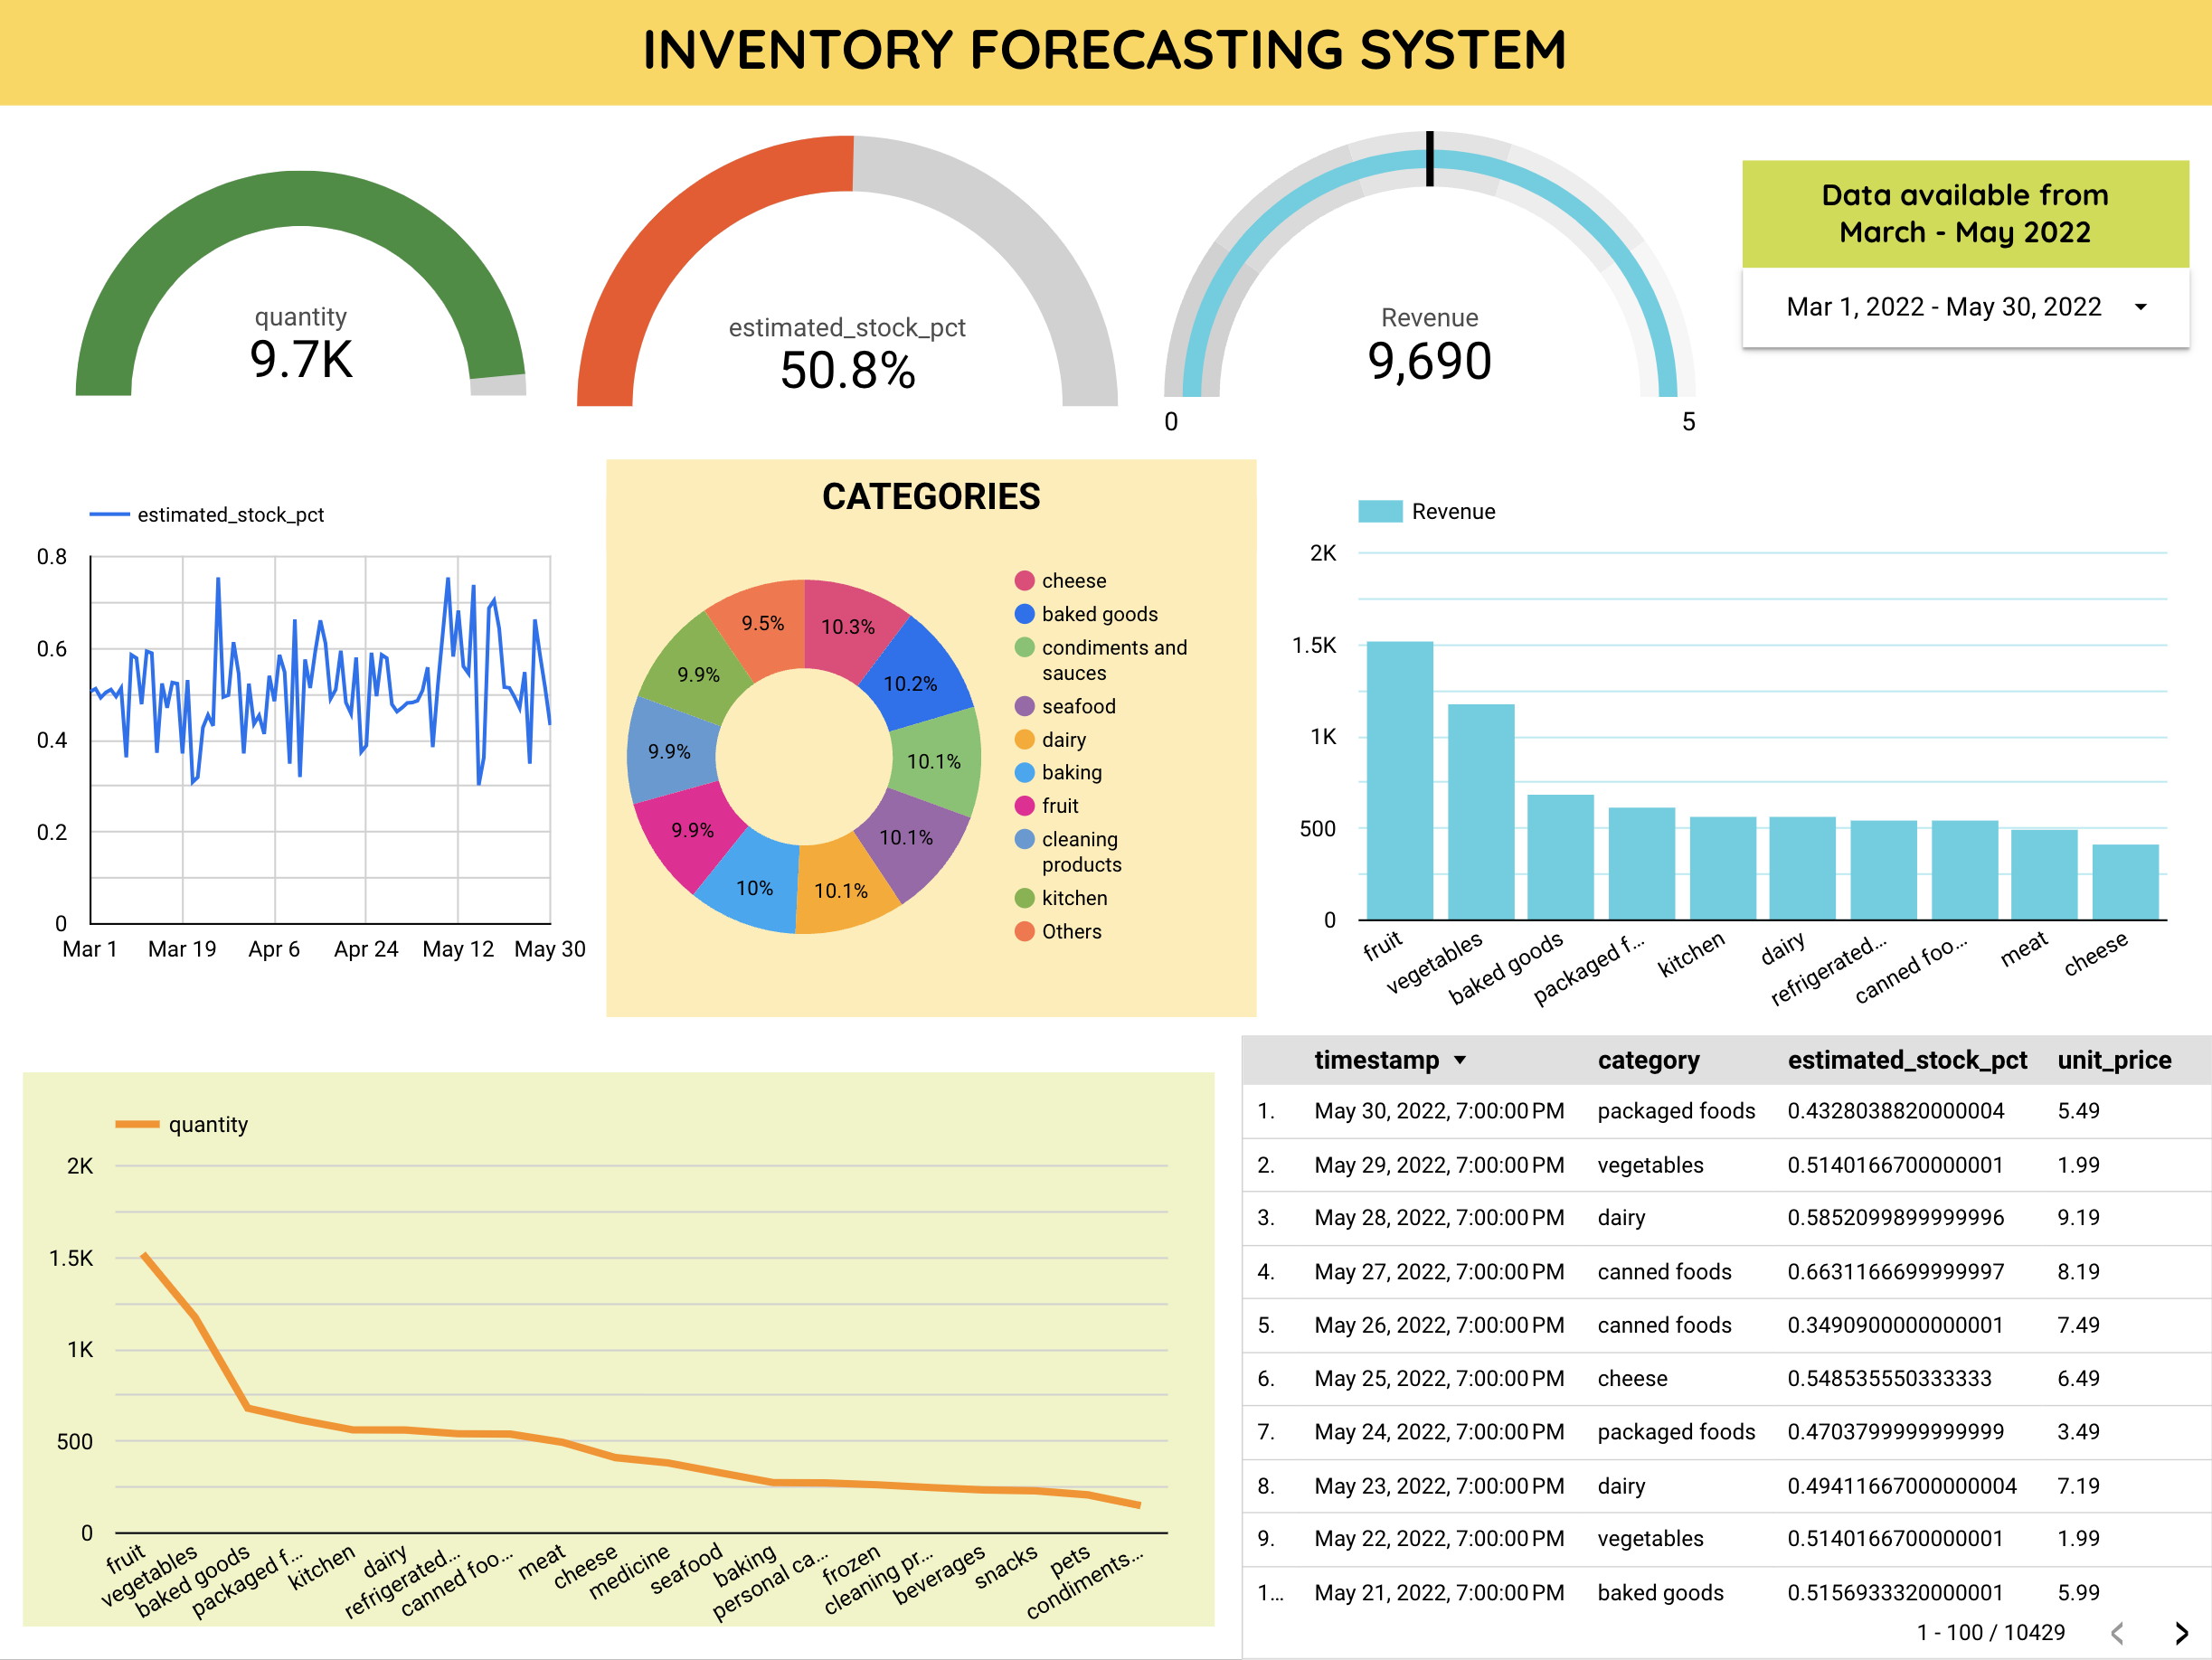 INVENTORY FORECASTING SYSTEM
quantity
9.7K
estimated_stock_pct
50.8%
Revenue
9,690
0
5
Data available from
March - May 2022
Mar 1, 2022 - May 30, 2022
estimated_stock_pct
0.8
0.6
0.4
0.2
0
Mar 1 Mar 19 Apr 6 Apr 24 May 12 May 30
CATEGORIES
10.3%
10.2%
10.1%
10.1%
10.1%
10%
9.9%
9.9%
9.9%
9.5%
cheese
baked goods
condiments and
sauces
seafood
dairy
baking
fruit
cleaning
products
kitchen
Others
Revenue
2K
1.5K
1K
500
0
fruit
vegetables
baked goods
packaged f...
kitchen
dairy
refrigerated...
canned foo...
meat
cheese
quantity
2K
1.5K
1K
500
0
fruit
vegetables
baked goods
packaged f...
kitchen
dairy
refrigerated...
canned foo...
meat
cheese
medicine
seafood
baking
personal ca...
frozen
cleaning pr...
beverages
snacks
pets
condiments...
timestamp category estimated_stock_pct unit_price
1. May 30, 2022, 7:00:00 PM packaged foods 0.4328038820000004 5.49
2. May 29, 2022, 7:00:00 PM vegetables 0.5140166700000001 1.99
3. May 28, 2022, 7:00:00 PM dairy 0.5852099899999996 9.19
4. May 27, 2022, 7:00:00 PM canned foods 0.6631166699999997 8.19
5. May 26, 2022, 7:00:00 PM canned foods 0.3490900000000001 7.49
6. May 25, 2022, 7:00:00 PM cheese 0.548535550333333 6.49
7. May 24, 2022, 7:00:00 PM packaged foods 0.4703799999999999 3.49
8. May 23, 2022, 7:00:00 PM dairy 0.49411667000000004 7.19
9. May 22, 2022, 7:00:00 PM vegetables 0.5140166700000001 1.99
1... May 21, 2022, 7:00:00 PM baked goods 0.5156933320000001 5.99
1 - 100 / 10429